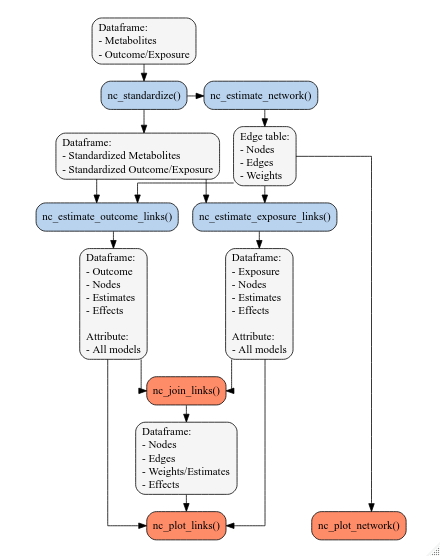 Dataframe:
- Metabolites
- Outcome/Exposure
nc_standardize()
nc_estimate_network()
Dataframe:
- Standardized Metabolites
- Standardized Outcome/Exposure
Edge table:
- Nodes
- Edges
- Weights
nc_estimate_outcome_links()
nc_estimate_exposure_links()
Dataframe:
- Outcome
- Nodes
- Estimates
- Effects
Attribute:
- All models
Dataframe:
- Exposure
- Nodes
- Estimates
- Effects
Attribute:
- All models
nc_join_links()
Dataframe:
- Nodes
- Edges
- Weights/Estimates
- Effects
nc_plot_links()
nc_plot_network()